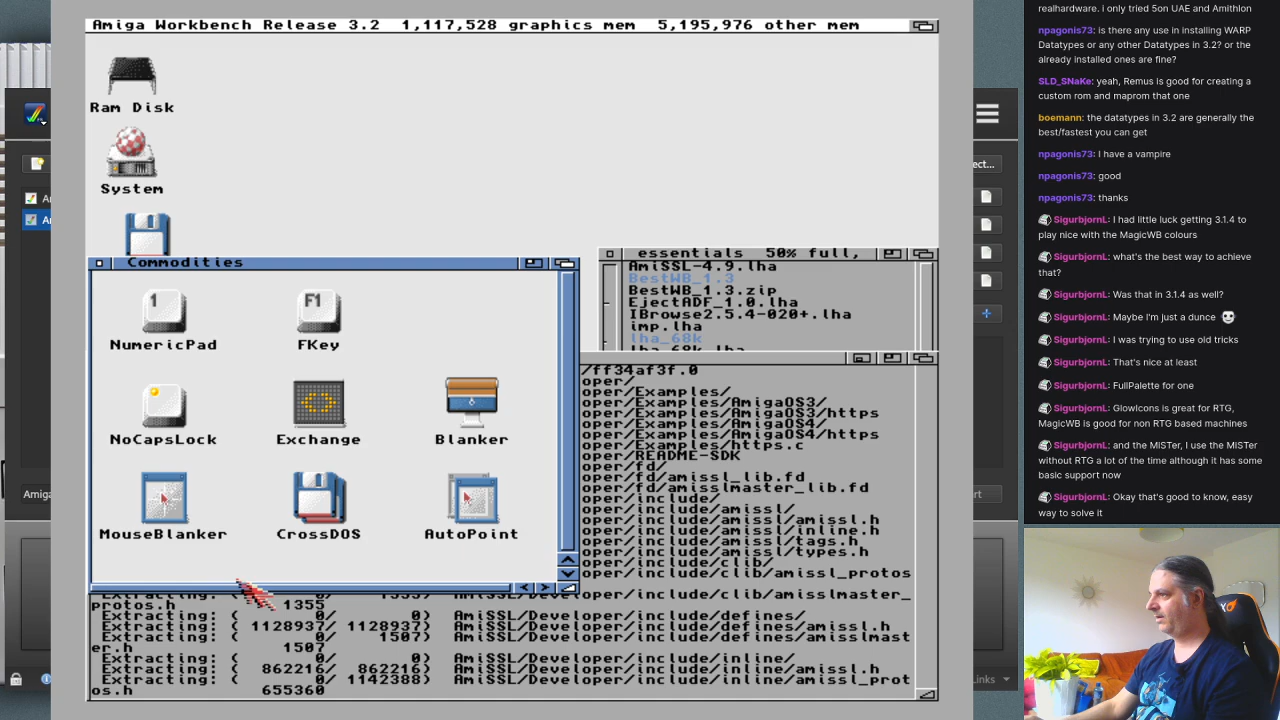 Amiga Workbench Release 3.2  1,117,528 graphics mem  5,195,976 other mem
Ram Disk
System
Commodities
NumericPad
FKey
NoCapsLock
Exchange
Blanker
MouseBlanker
CrossDOS
AutoPoint
essentials  50% full,
AmiSSL-4.9.lha
BestWB_1.3
BestWB_1.3.zip
EjectADF_1.0.lha
IBrowse2.5.4-020+.lha
imp.lha
lha_68k
/ff34af3f.0
oper/
oper/Examples/
oper/Examples/AmigaOS3/
oper/Examples/AmigaOS3/https
oper/Examples/AmigaOS4/
oper/Examples/AmigaOS4/https
oper/Examples/https.c
oper/README-SDK
oper/fd/
oper/fd/amissl_lib.fd
oper/fd/amisslmaster_lib.fd
oper/include/
oper/include/amissl/
oper/include/amissl/amissl.h
oper/include/amissl/inline.h
oper/include/amissl/tags.h
oper/include/amissl/types.h
oper/include/clib/
oper/include/clib/amissl_protos
AmiSSL/Developer/include/clib/amisslmaster_
protos.h 1355
Extracting: ( 0/ 0) AmiSSL/Developer/include/defines/
Extracting: ( 1128937/ 1128937) AmiSSL/Developer/include/defines/amissl.h
Extracting: ( 0/ 1507) AmiSSL/Developer/include/defines/amisslmast
er.h 1507
Extracting: ( 0/ 0) AmiSSL/Developer/include/inline/
Extracting: ( 862216/ 862216) AmiSSL/Developer/include/inline/amissl.h
Extracting: ( 0/ 1142388) AmiSSL/Developer/include/inline/amissl_prot
os.h 655360
Amiga
ect...
Links
realhardware. i only tried 5on UAE and Amithlon
npagonis73: is there any use in installing WARP
Datatypes or any other Datatypes in 3.2? or the
already installed ones are fine?
SLD_SNaKe: yeah, Remus is good for creating a
custom rom and maprom that one
boemann: the datatypes in 3.2 are generally the
best/fastest you can get
npagonis73: I have a vampire
npagonis73: good
npagonis73: thanks
SigurbjornL: I had little luck getting 3.1.4 to
play nice with the MagicWB colours
SigurbjornL: what's the best way to achieve
that?
SigurbjornL: Was that in 3.1.4 as well?
SigurbjornL: Maybe I'm just a dunce
SigurbjornL: I was trying to use old tricks
SigurbjornL: That's nice at least
SigurbjornL: FullPalette for one
SigurbjornL: GlowIcons is great for RTG,
MagicWB is good for non RTG based machines
SigurbjornL: and the MISTer, I use the MISTer
without RTG a lot of the time although it has some
basic support now
SigurbjornL: Okay that's good to know, easy
way to solve it